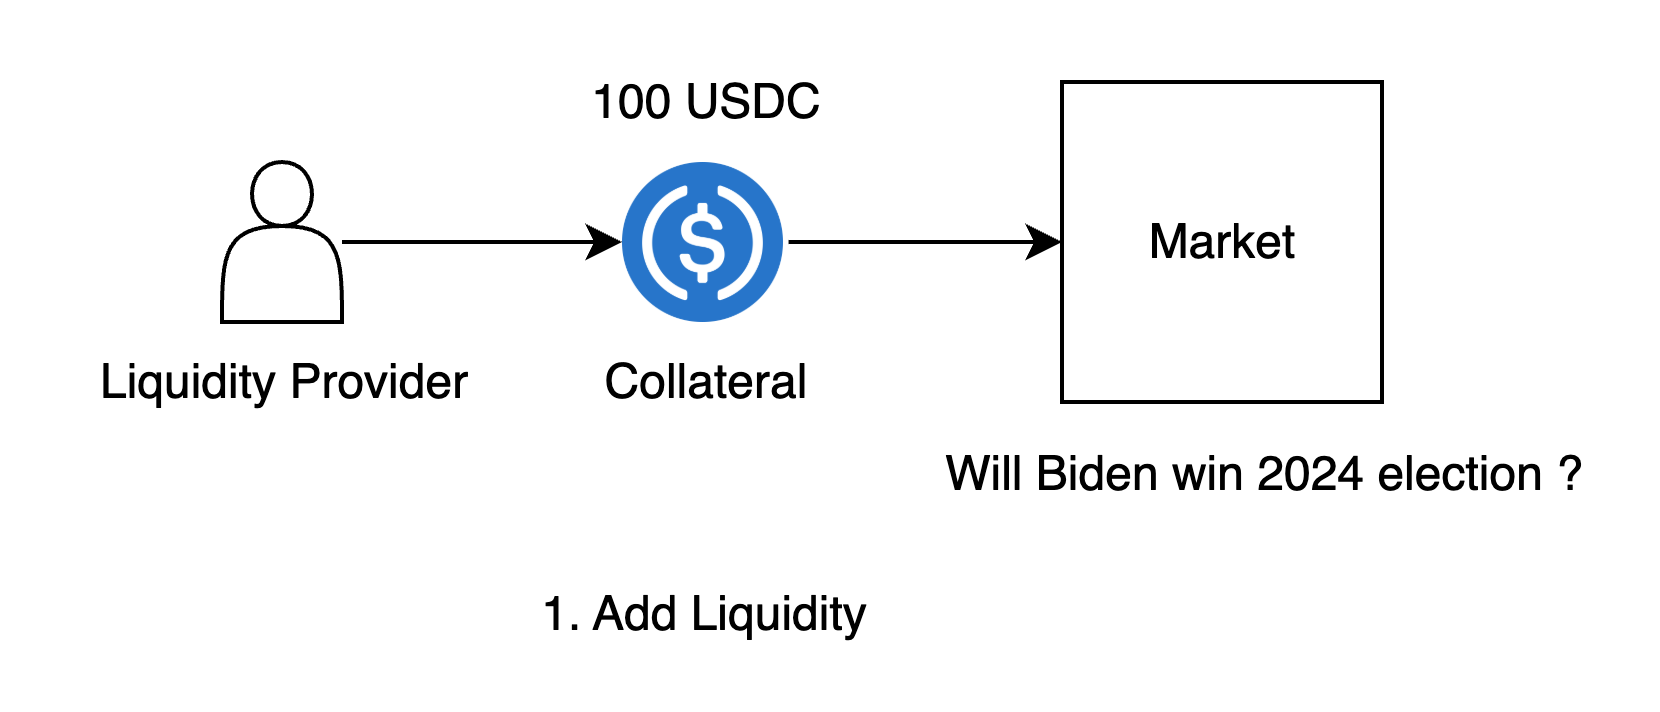 100 USDC
$
Market
Liquidity Provider
Collateral
Will Biden win 2024 election ?
1. Add Liquidity